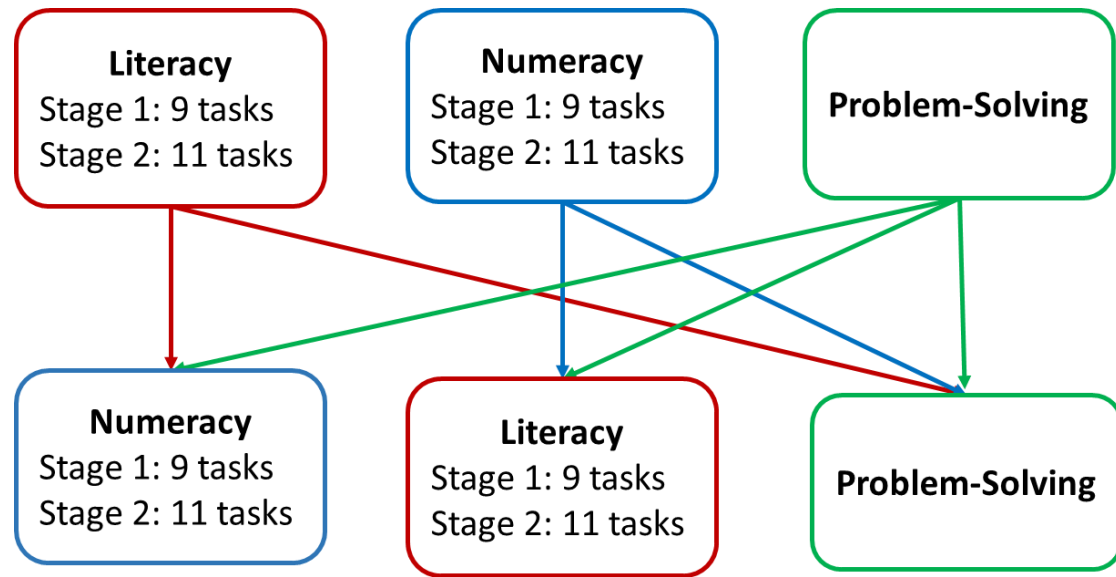 Literacy
Stage 1: 9 tasks
Stage 2: 11 tasks
Numeracy
Stage 1: 9 tasks
Stage 2: 11 tasks
Problem-Solving
Numeracy
Stage 1: 9 tasks
Stage 2: 11 tasks
Literacy
Stage 1: 9 tasks
Stage 2: 11 tasks
Problem-Solving